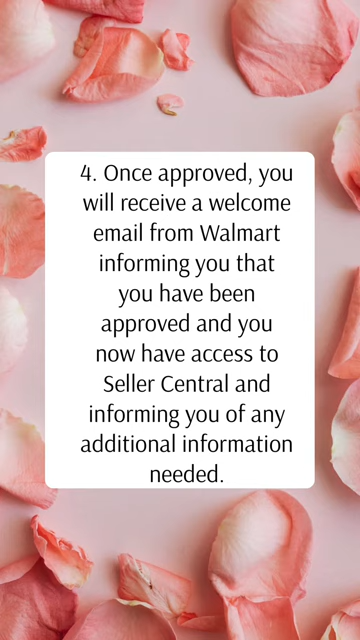 4. Once approved, you
will receive a welcome
email from Walmart
informing you that
you have been
approved and you
now have access to
Seller Central and
informing you of any
additional information
needed.